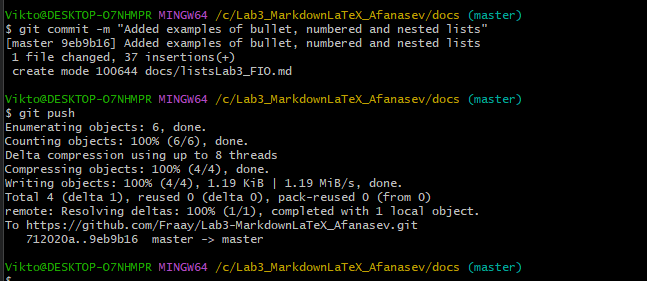 Vikto@DESKTOP-O7NHMPR MINGW64 /c/Lab3_MarkdownLaTeX_Afanasev/docs (master)
$ git commit -m "Added examples of bullet, numbered and nested lists"
[master 9eb9b16] Added examples of bullet, numbered and nested lists
 1 file changed, 37 insertions(+)
 create mode 100644 docs/listsLab3_FIO.md
Vikto@DESKTOP-O7NHMPR MINGW64 /c/Lab3_MarkdownLaTeX_Afanasev/docs (master)
$ git push
Enumerating objects: 6, done.
Counting objects: 100% (6/6), done.
Delta compression using up to 8 threads
Compressing objects: 100% (4/4), done.
Writing objects: 100% (4/4), 1.19 KiB | 1.19 MiB/s, done.
Total 4 (delta 1), reused 0 (delta 0), pack-reused 0 (from 0)
remote: Resolving deltas: 100% (1/1), completed with 1 local object.
To https://github.com/Fraay/Lab3-MarkdownLaTeX_Afanasev.git
   712020a..9eb9b16  master -> master
Vikto@DESKTOP-O7NHMPR MINGW64 /c/Lab3_MarkdownLaTeX_Afanasev/docs (master)
$